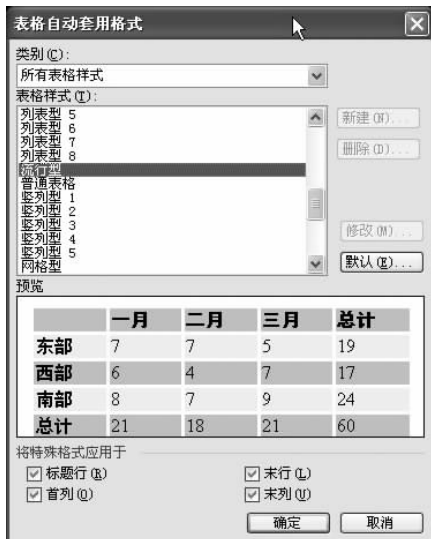 表格自动套用格式
类别(C):
所有表格样式
表格样式(T):
列表型 5
列表型 6
列表型 7
列表型 8
流行型
普通表格
竖列型 1
竖列型 2
竖列型 3
竖列型 4
竖列型 5
网格型
新建(N)...
删除(D)...
修改(M)...
默认(E)...
预览
一月 二月 三月 总计
东部 7 7 5 19
西部 6 4 7 17
南部 8 7 9 24
总计 21 18 21 60
将特殊格式应用于
标题行(R) 末行(L)
首列(Q) 末列(U)
确定 取消